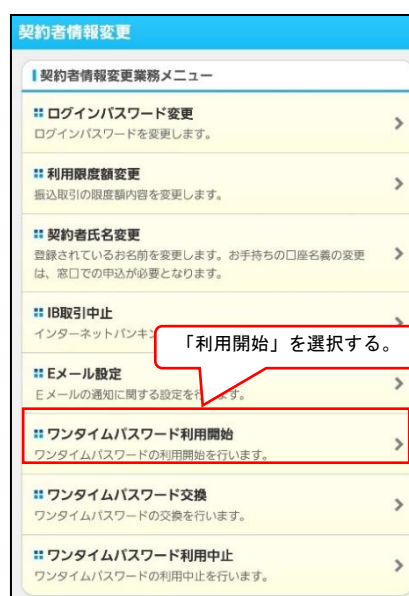 契約者情報変更
契約者情報変更業務メニュー
ログインパスワード変更
ログインパスワードを変更します。
利用限度額変更
振込取引の限度額内容を変更します。
契約者氏名変更
登録されているお名前を変更します。お手持ちの口座名義の変更
は、窓口での申込が必要となります。
IB取引中止
インターネットバンキン
「利用開始」を選択する。
Eメール設定
Eメールの通知に関する設定を行います。
ワンタイムパスワード利用開始
ワンタイムパスワードの利用開始を行います。
ワンタイムパスワード交換
ワンタイムパスワードの交換を行います。
ワンタイムパスワード利用中止
ワンタイムパスワードの利用中止を行います。